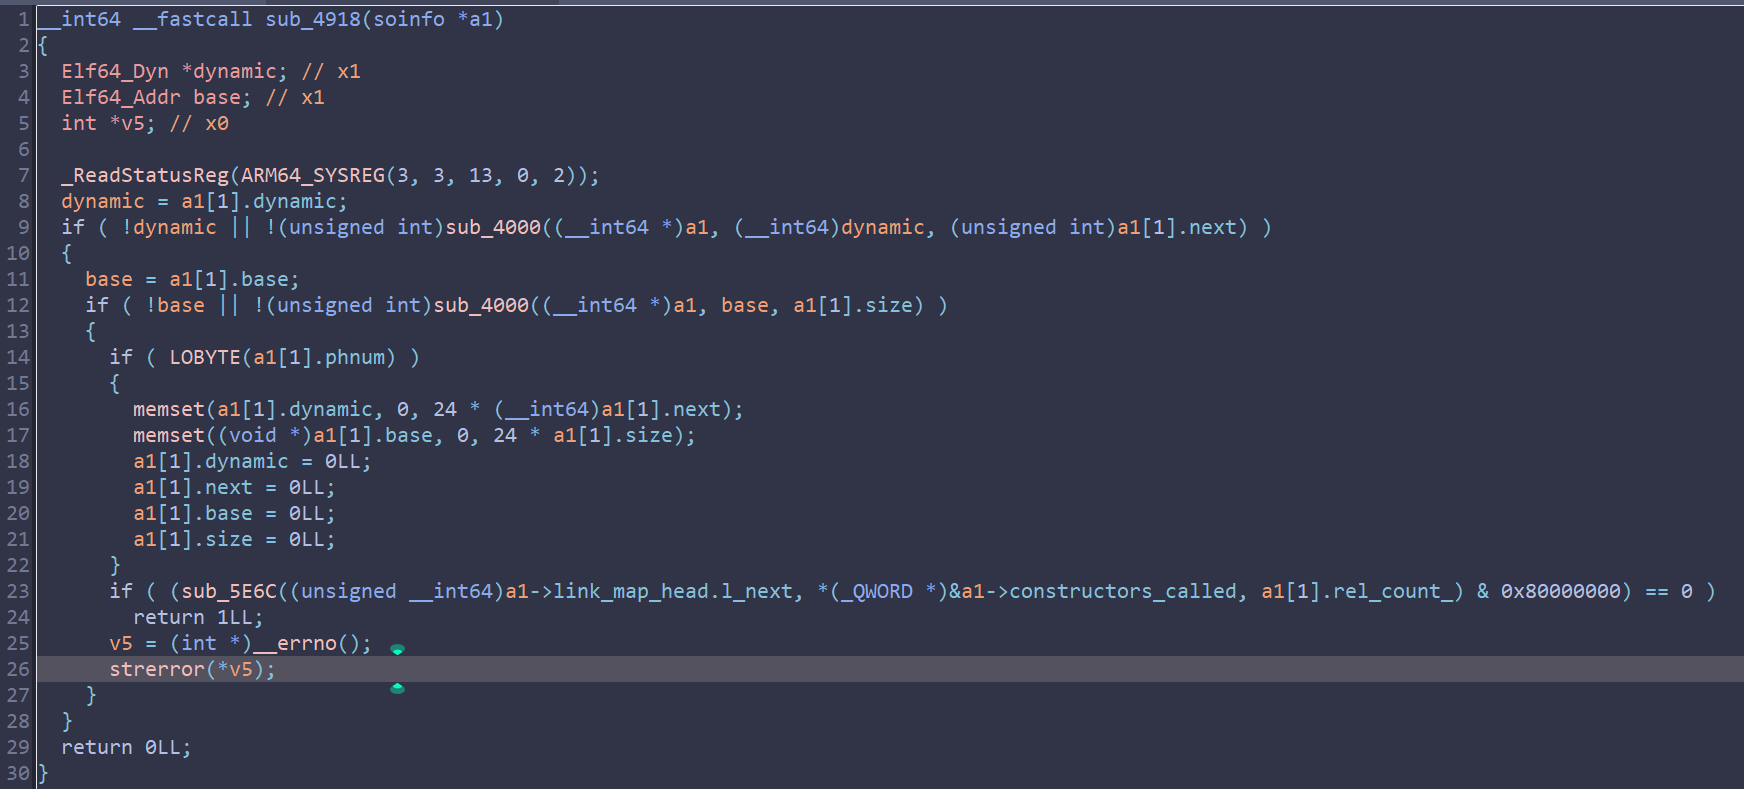 1 __int64 __fastcall sub_4918(soinfo *a1)
2 {
3   Elf64_Dyn *dynamic; // x1
4   Elf64_Addr base; // x1
5   int *v5; // x0
6
7   _ReadStatusReg(ARM64_SYSREG(3, 3, 13, 0, 2));
8   dynamic = a1[1].dynamic;
9   if ( !dynamic || !(unsigned int)sub_4000((__int64 *)a1, (__int64)dynamic, (unsigned int)a1[1].next) )
10   {
11     base = a1[1].base;
12     if ( !base || !(unsigned int)sub_4000((__int64 *)a1, base, a1[1].size) )
13     {
14       if ( LOBYTE(a1[1].phnum) )
15       {
16         memset(a1[1].dynamic, 0, 24 * (__int64)a1[1].next);
17         memset((void *)a1[1].base, 0, 24 * a1[1].size);
18         a1[1].dynamic = 0LL;
19         a1[1].next = 0LL;
20         a1[1].base = 0LL;
21         a1[1].size = 0LL;
22       }
23       if ( (sub_5E6C((unsigned __int64)a1->link_map_head.l_next, *(_QWORD *)&a1->constructors_called, a1[1].rel_count_) & 0x80000000) == 0 )
24         return 1LL;
25       v5 = (int *)__errno();
26       strerror(*v5);
27     }
28   }
29   return 0LL;
30 }